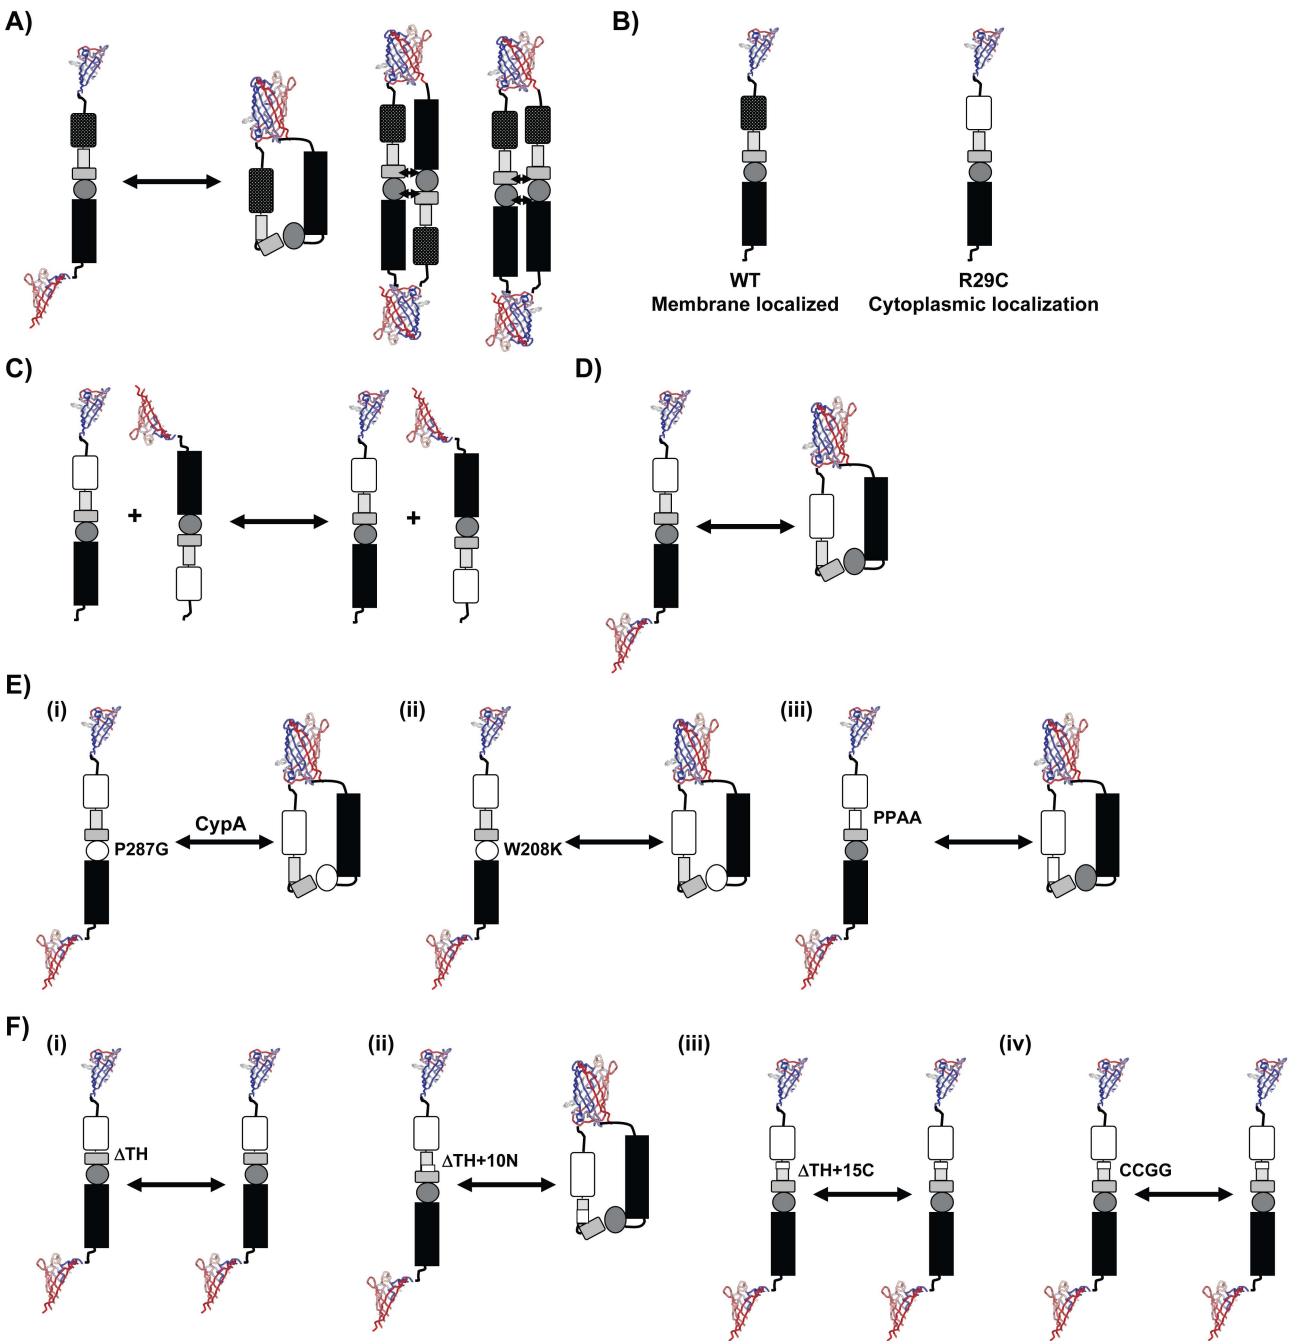 A)
B)
WT
Membrane localized
R29C
Cytoplasmic localization
C)
+
+
D)
E)
(i)
P287G
CypA
(ii)
W208K
(iii)
PPAA
F)
(i)
ΔTH
(ii)
ΔTH+10N
(iii)
ΔTH+15C
(iv)
CCGG